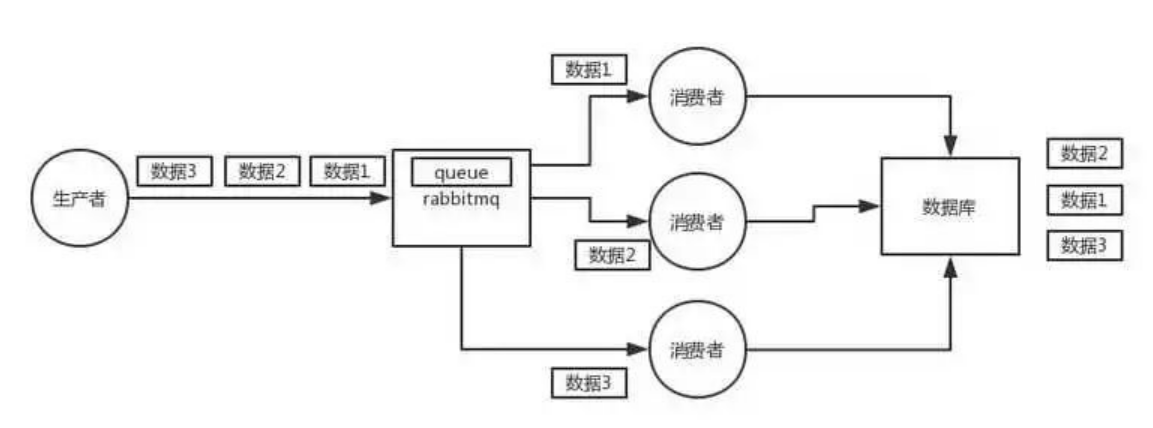 生产者
数据3
数据2
数据1
queue
rabbitmq
数据1
消费者
数据2
消费者
数据3
消费者
数据库
数据2
数据1
数据3